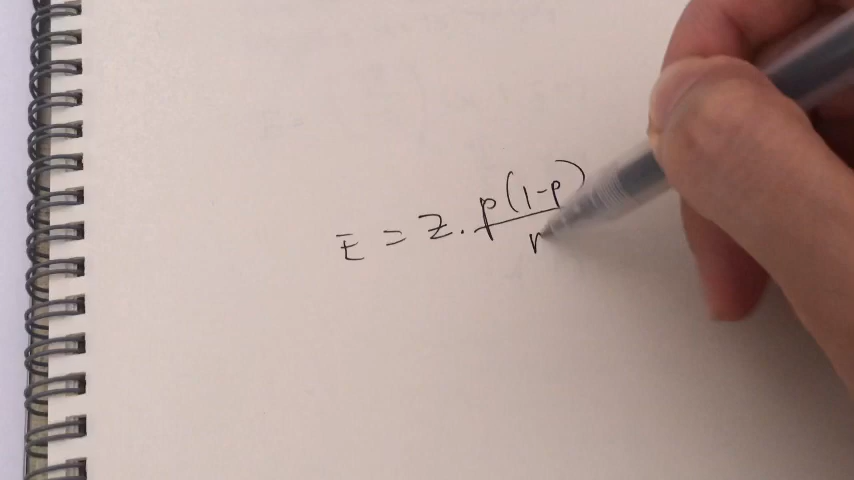 E = z · p(1-p) / n